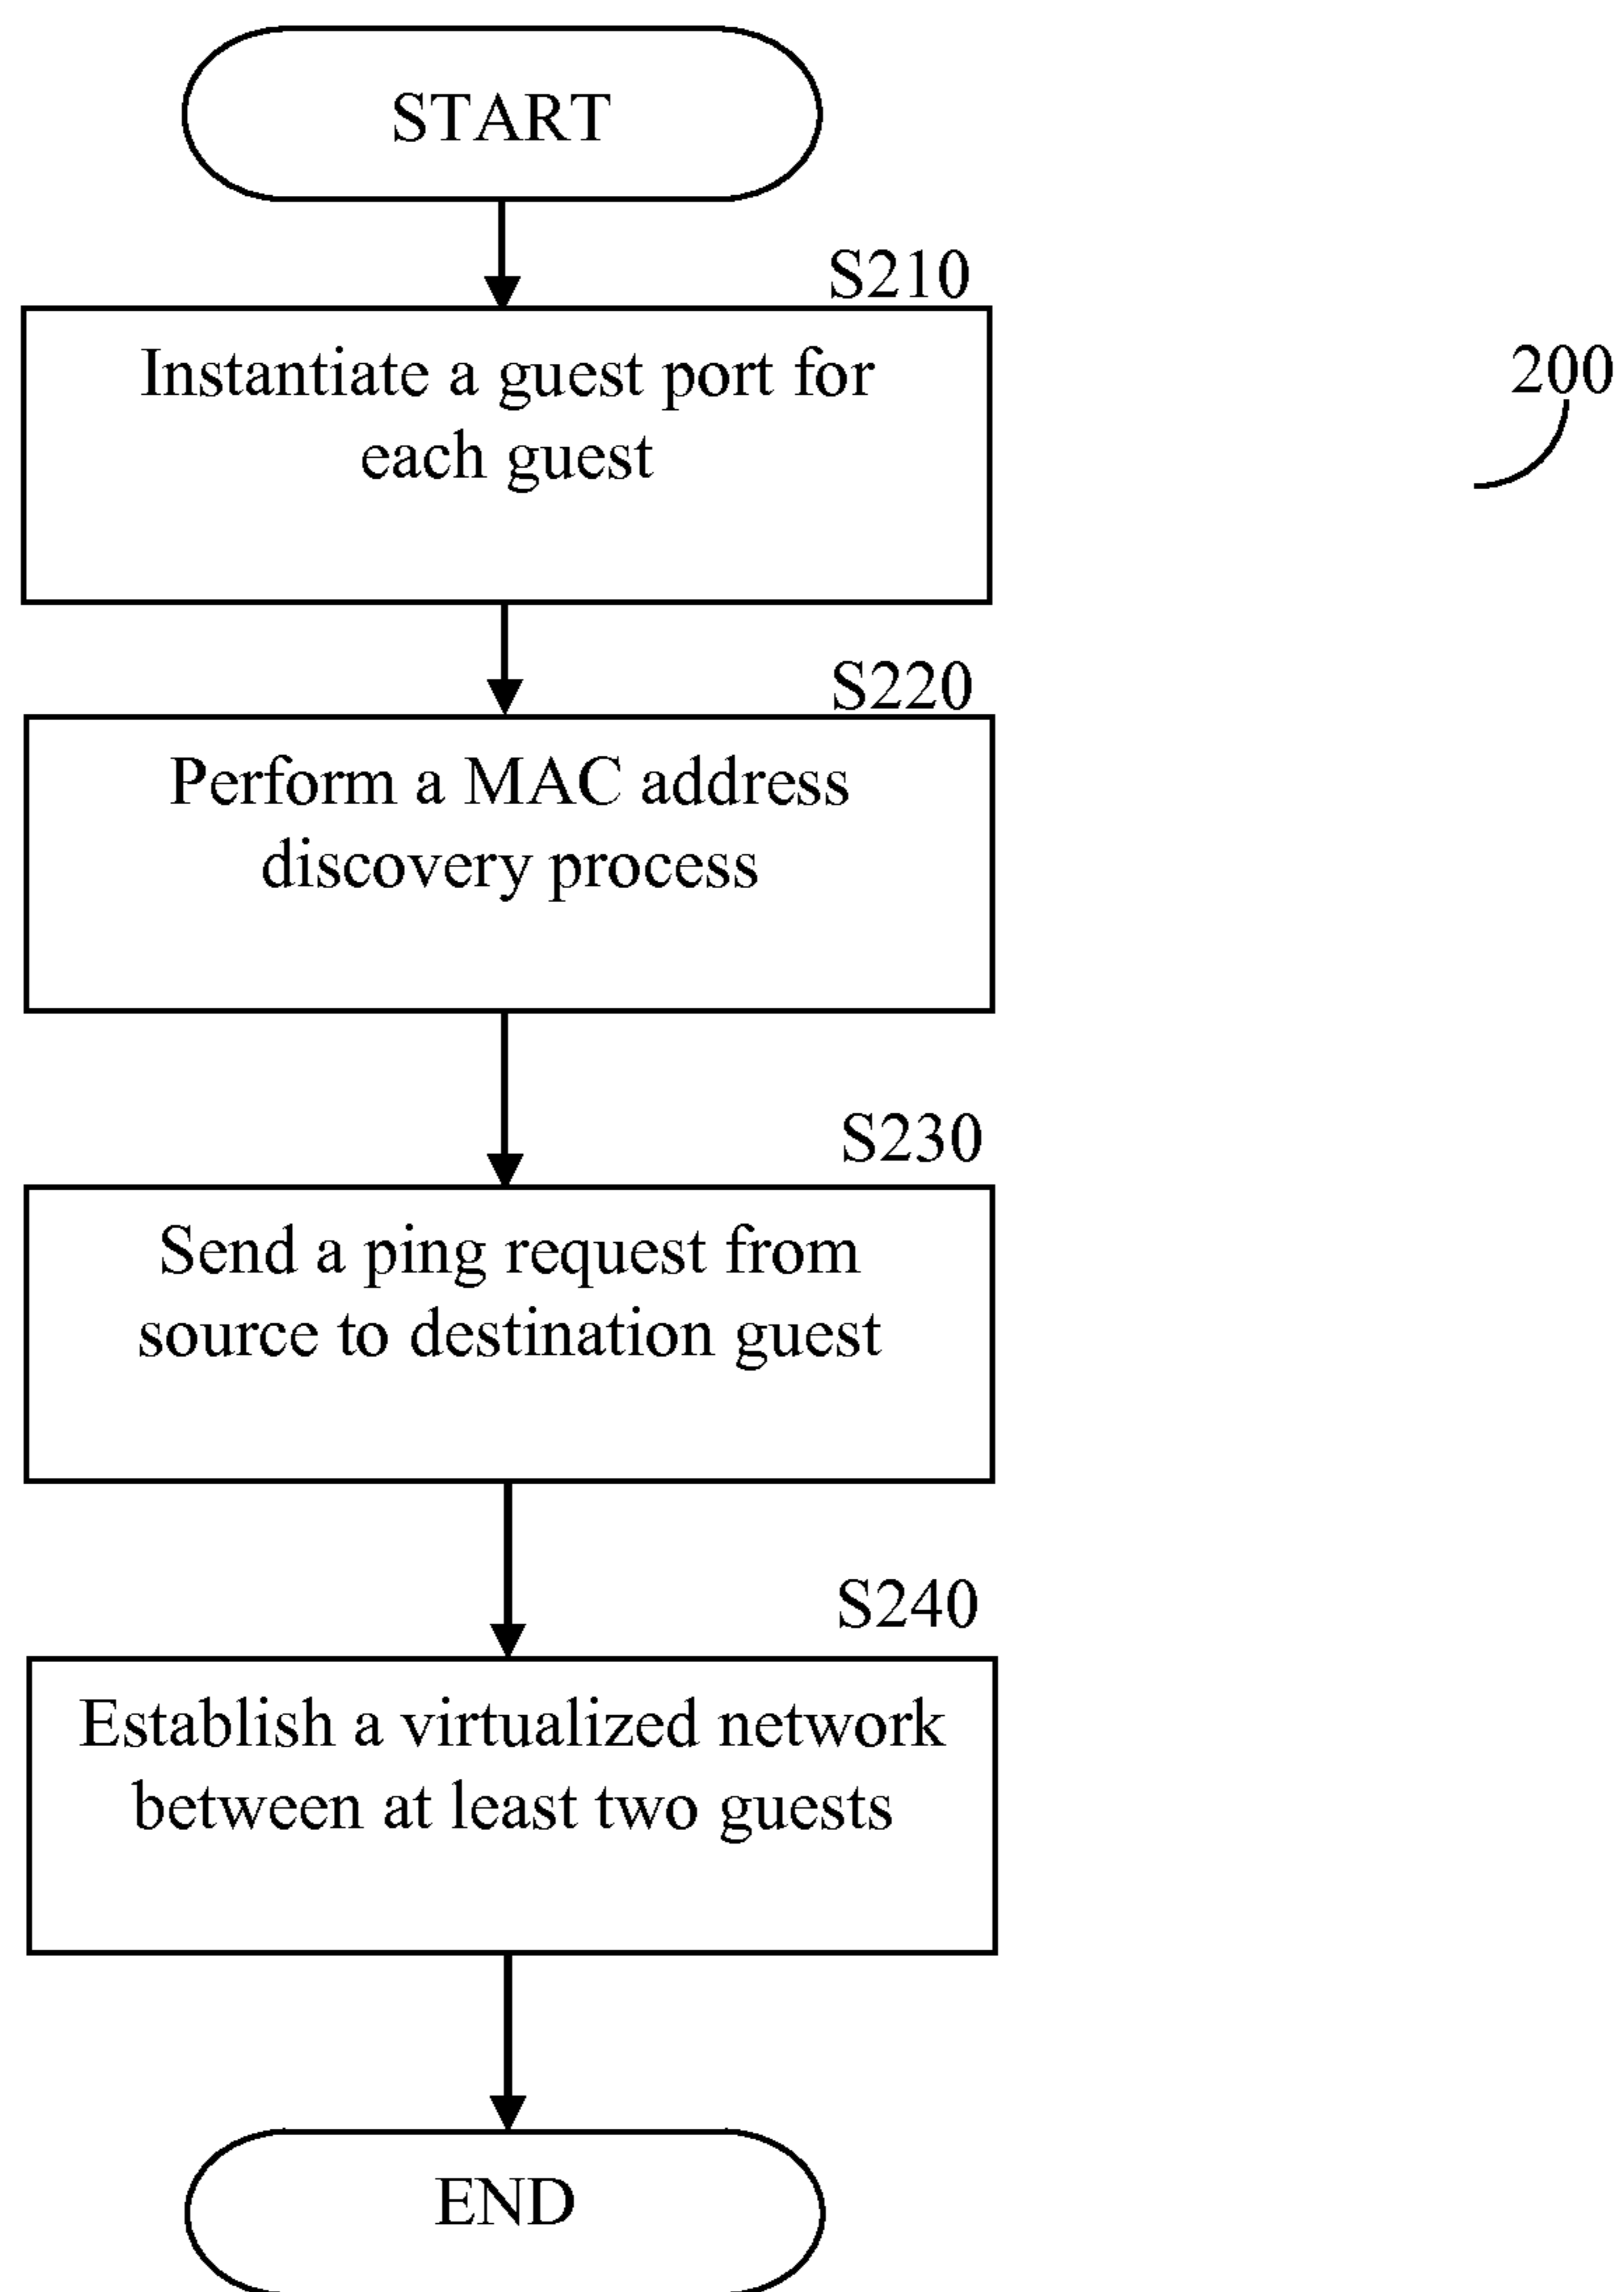 START
S210
Instantiate a guest port for
each guest
200
S220
Perform a MAC address
discovery process
S230
Send a ping request from
source to destination guest
S240
Establish a virtualized network
between at least two guests
END